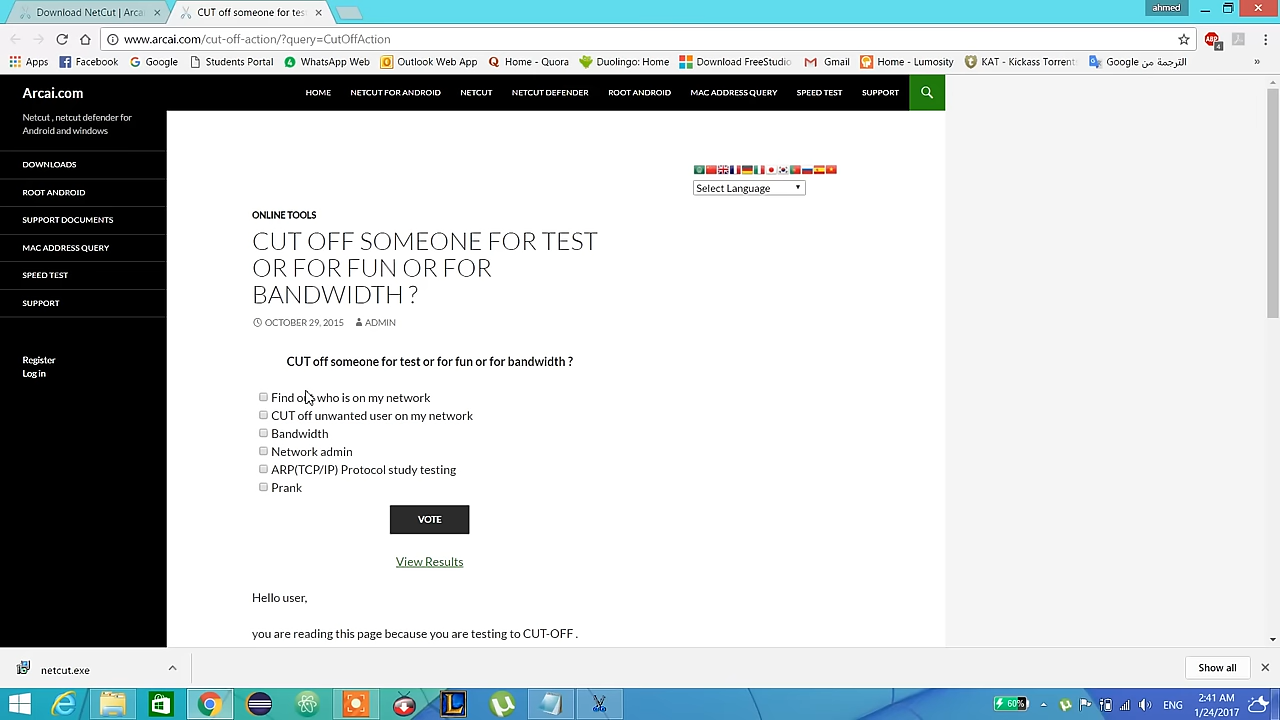 Download NetCut | Arcai
CUT off someone for tes
ahmed
www.arcai.com/cut-off-action/?query=CutOffAction
ABP
4
Apps
Facebook
Google
Students Portal
WhatsApp Web
Outlook Web App
Home - Quora
Duolingo: Home
Download FreeStudio
Gmail
Home - Lumosity
KAT - Kickass Torrent
الترجمة من Google
»
Arcai.com
HOME
NETCUT FOR ANDROID
NETCUT
NETCUT DEFENDER
ROOT ANDROID
MAC ADDRESS QUERY
SPEED TEST
SUPPORT
Netcut , netcut defender for
Android and windows
DOWNLOADS
ROOT ANDROID
SUPPORT DOCUMENTS
MAC ADDRESS QUERY
SPEED TEST
SUPPORT
Register
Log in
Select Language
ONLINE TOOLS
CUT OFF SOMEONE FOR TEST
OR FOR FUN OR FOR
BANDWIDTH ?
OCTOBER 29, 2015
ADMIN
CUT off someone for test or for fun or for bandwidth ?
Find out who is on my network
CUT off unwanted user on my network
Bandwidth
Network admin
ARP(TCP/IP) Protocol study testing
Prank
VOTE
View Results
Hello user,
you are reading this page because you are testing to CUT-OFF .
netcut.exe
Show all
60%
ENG
2:41 AM
1/24/2017